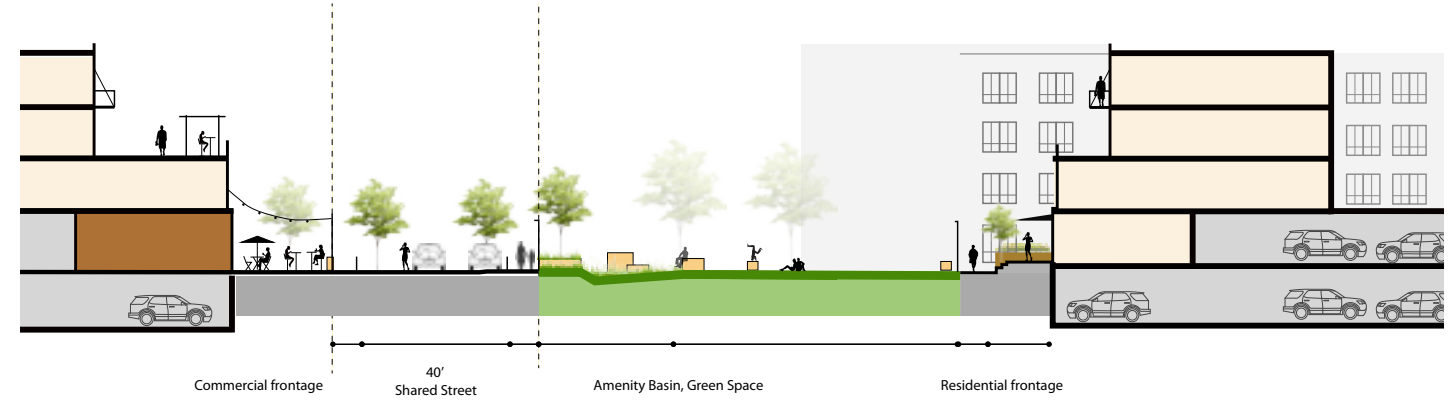 Commercial frontage
40’
Shared Street
Amenity Basin, Green Space
Residential frontage